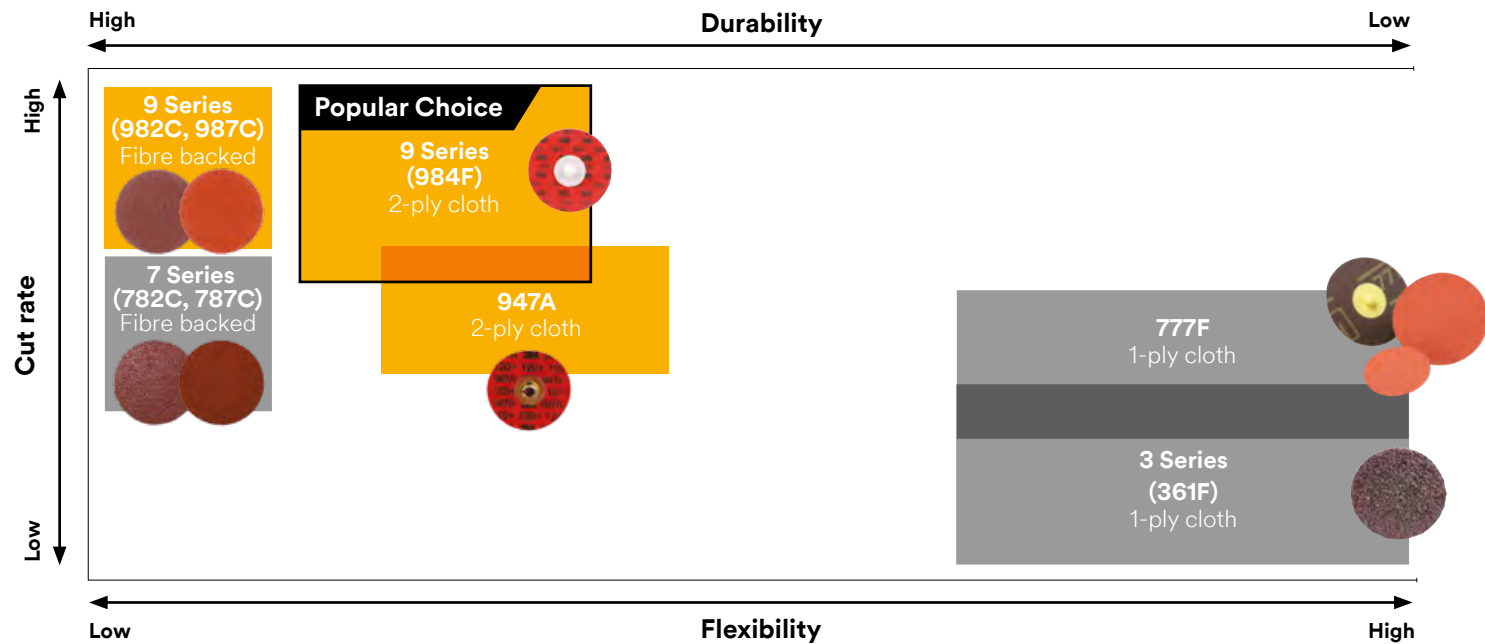 High
Durability
Low
High
Cut rate
Low
9 Series
(982C, 987C)
Fibre backed
Popular Choice
9 Series
(984F)
2-ply cloth
7 Series
(782C, 787C)
Fibre backed
947A
2-ply cloth
777F
1-ply cloth
3 Series
(361F)
1-ply cloth
Low
Flexibility
High